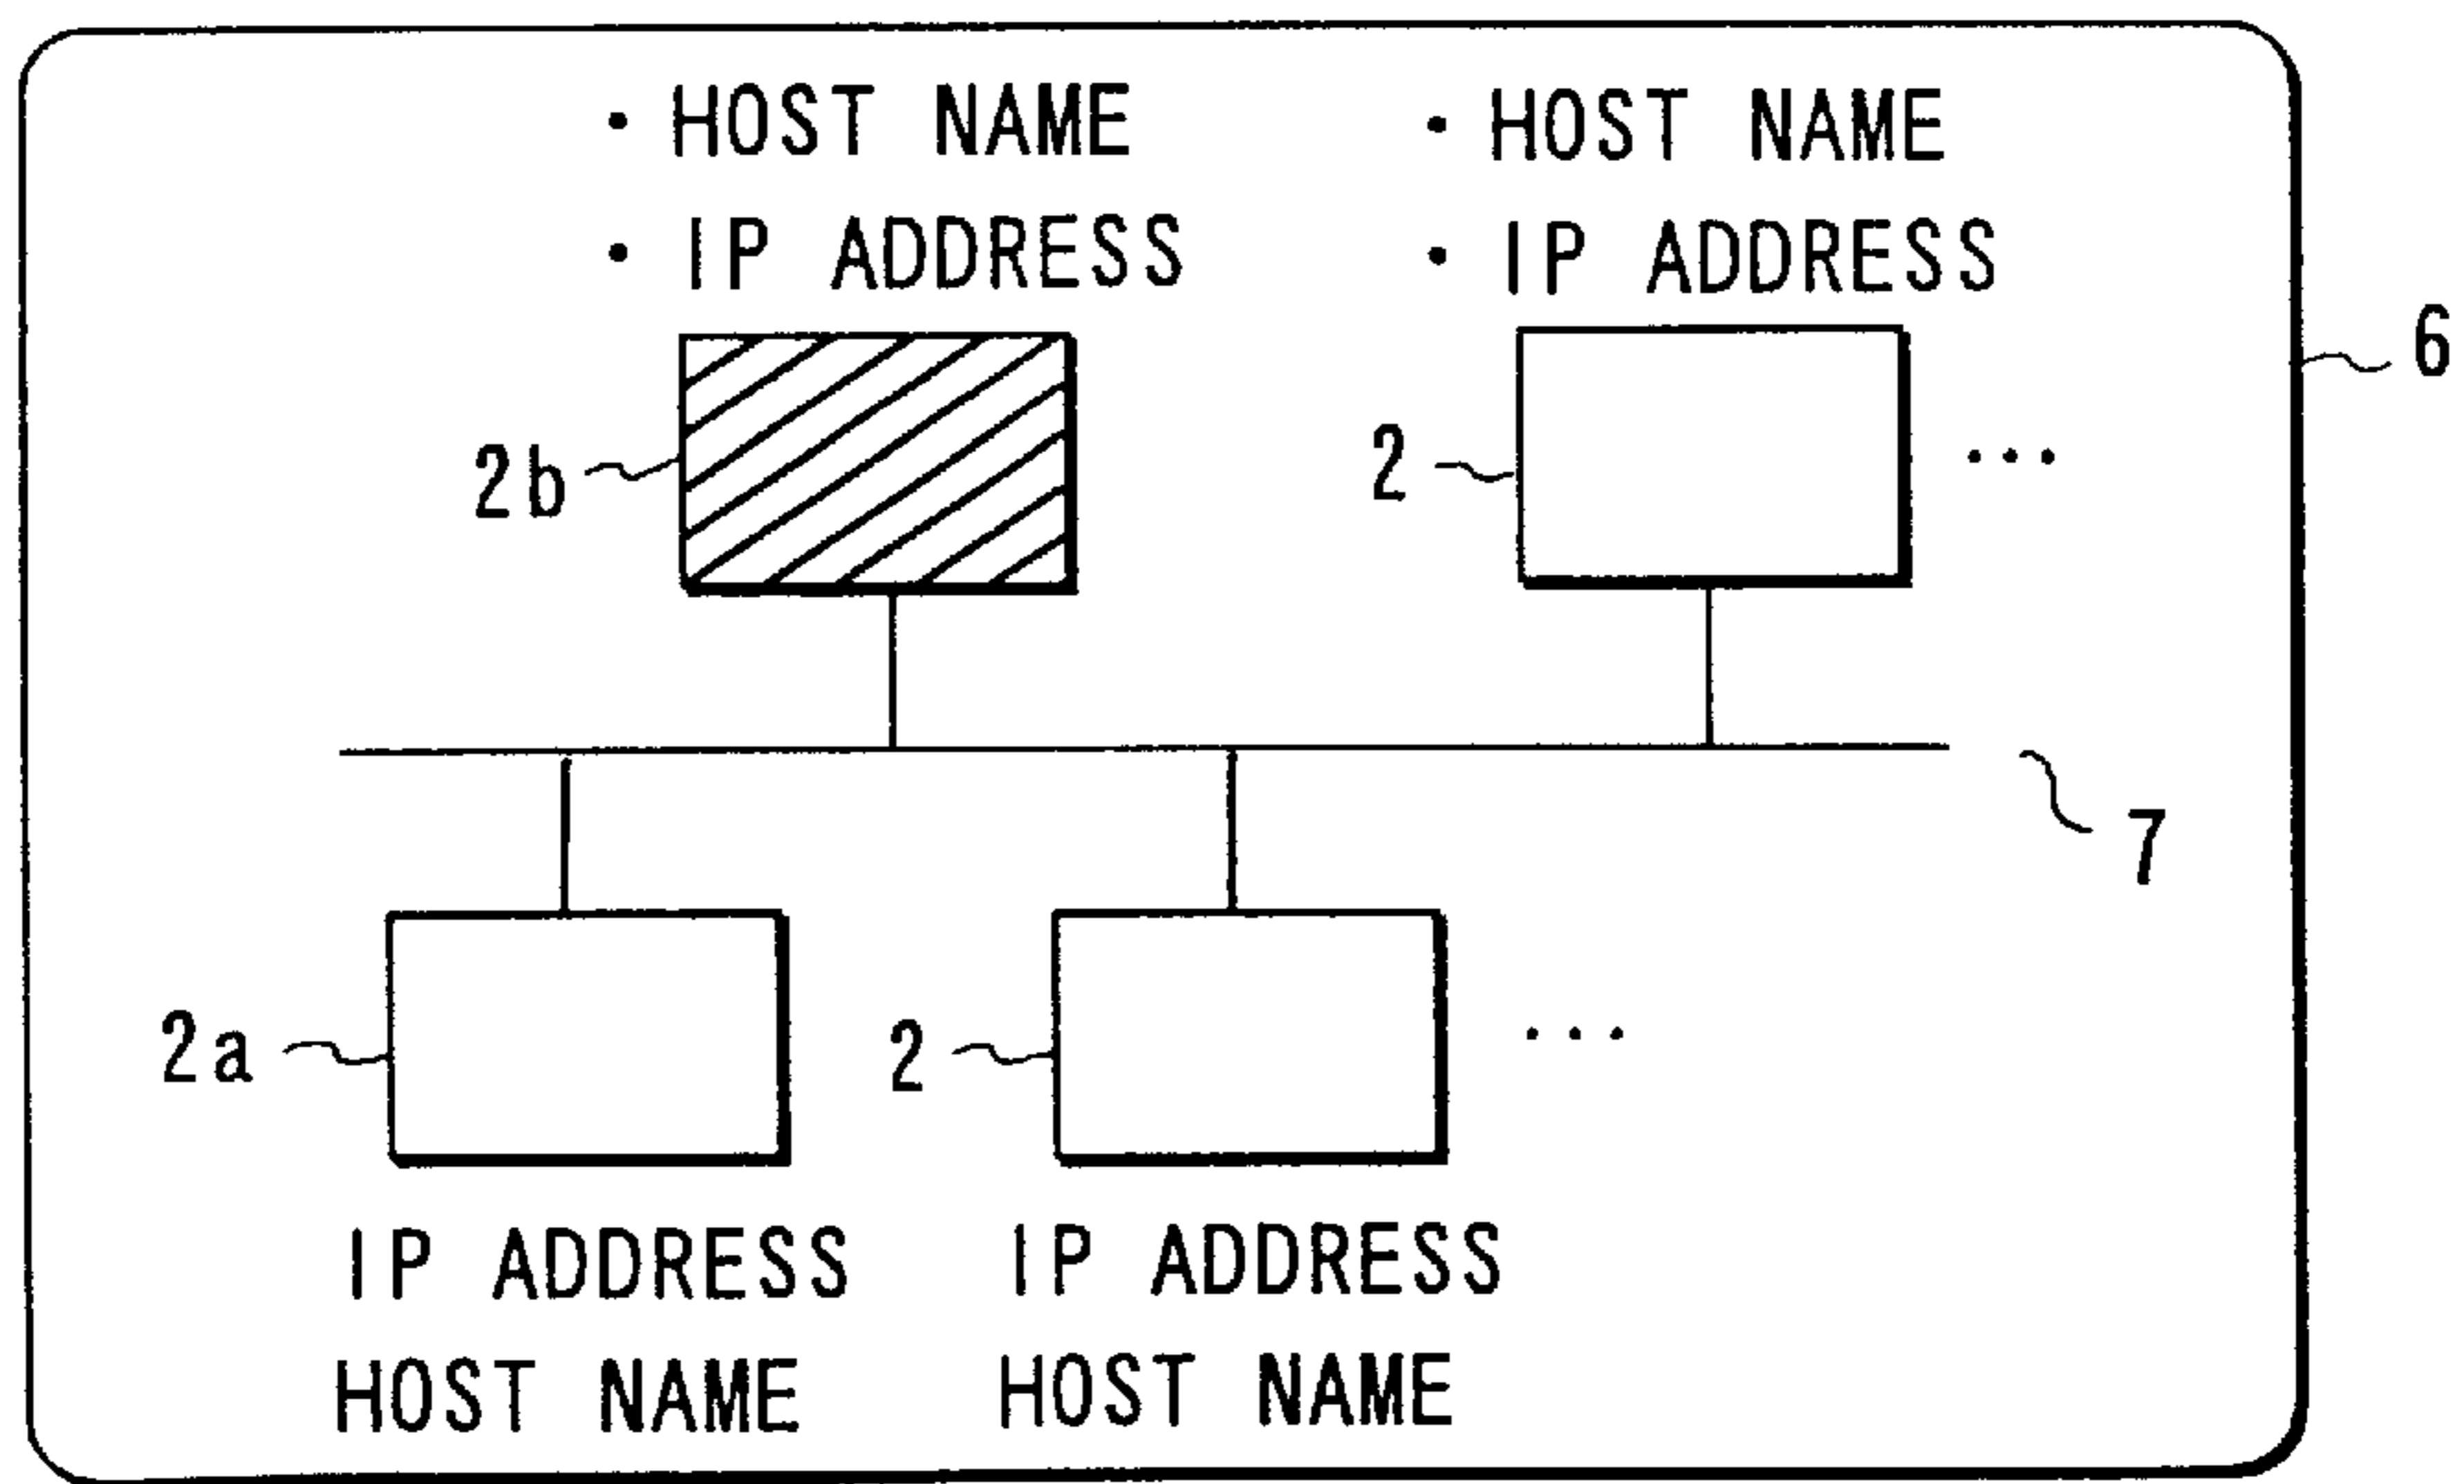 • HOST NAME • HOST NAME
• IP ADDRESS • IP ADDRESS
6
2b 2 ...
7
2a 2 ...
IP ADDRESS IP ADDRESS
HOST NAME HOST NAME